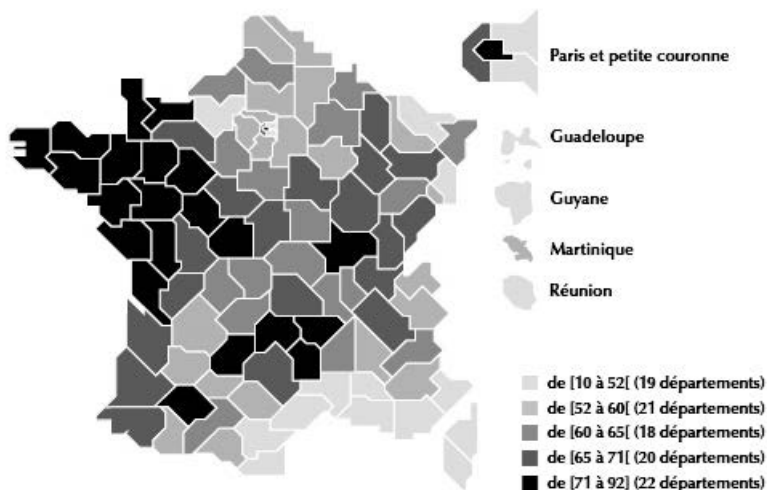 Paris et petite couronne
Guadeloupe
Guyane
Martinique
Réunion
de [10 à 52[ (19 départements)
de [52 à 60[ (21 départements)
de [60 à 65[ (18 départements)
de [65 à 71[ (20 départements)
de [71 à 92] (22 départements)